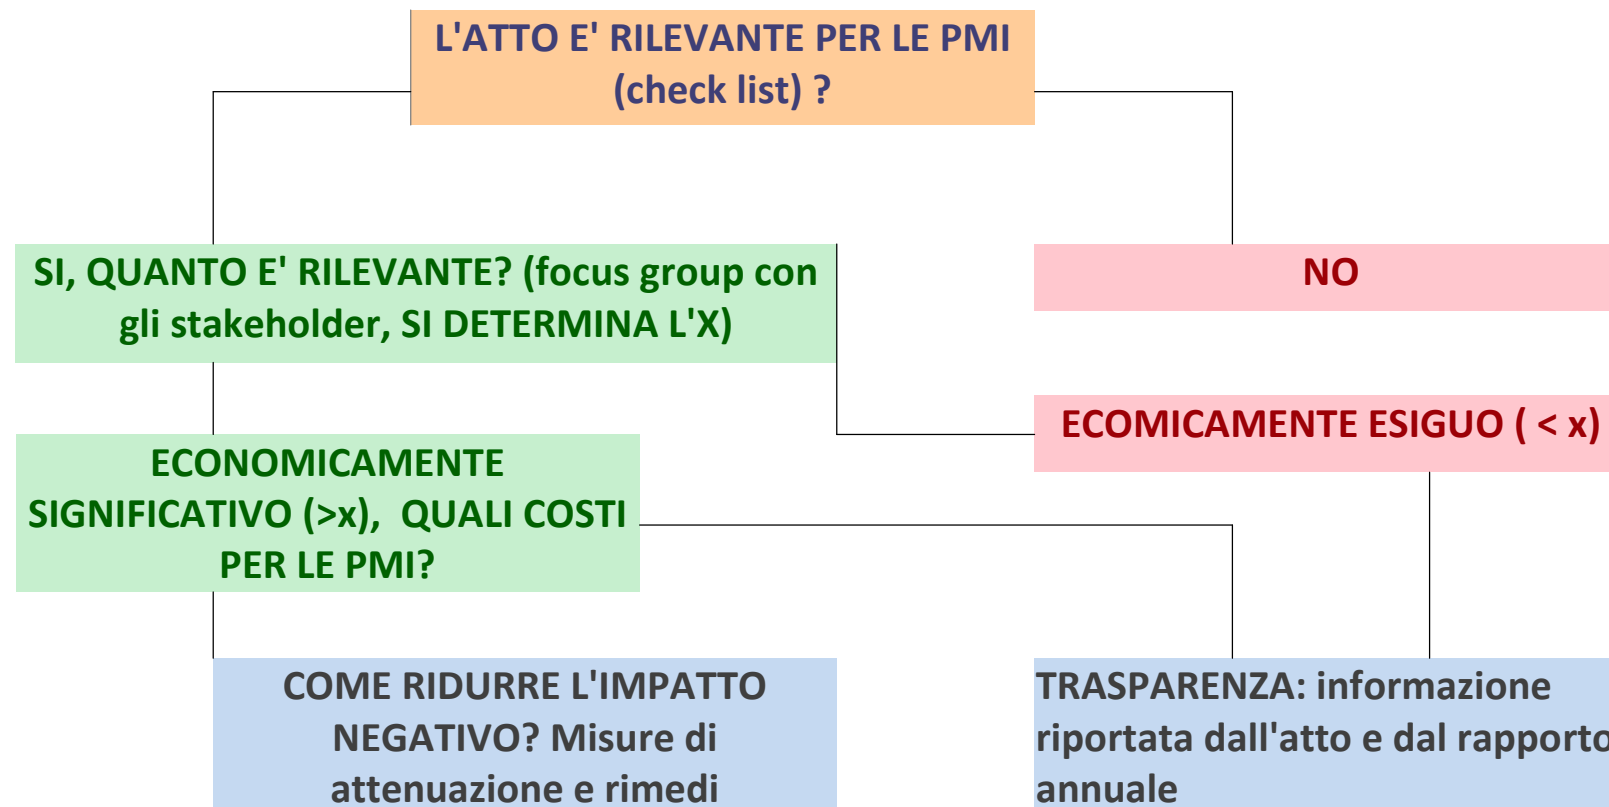 L'ATTO E' RILEVANTE PER LE PMI
(check list) ?
SI, QUANTO E' RILEVANTE? (focus group con
gli stakeholder, SI DETERMINA L'X)
NO
ECOMICAMENTE ESIGUO ( < x)
ECONOMICAMENTE
SIGNIFICATIVO (>x),  QUALI COSTI
PER LE PMI?
COME RIDURRE L'IMPATTO
NEGATIVO? Misure di
attenuazione e rimedi
TRASPARENZA: informazione
riportata dall'atto e dal rapporto
annuale